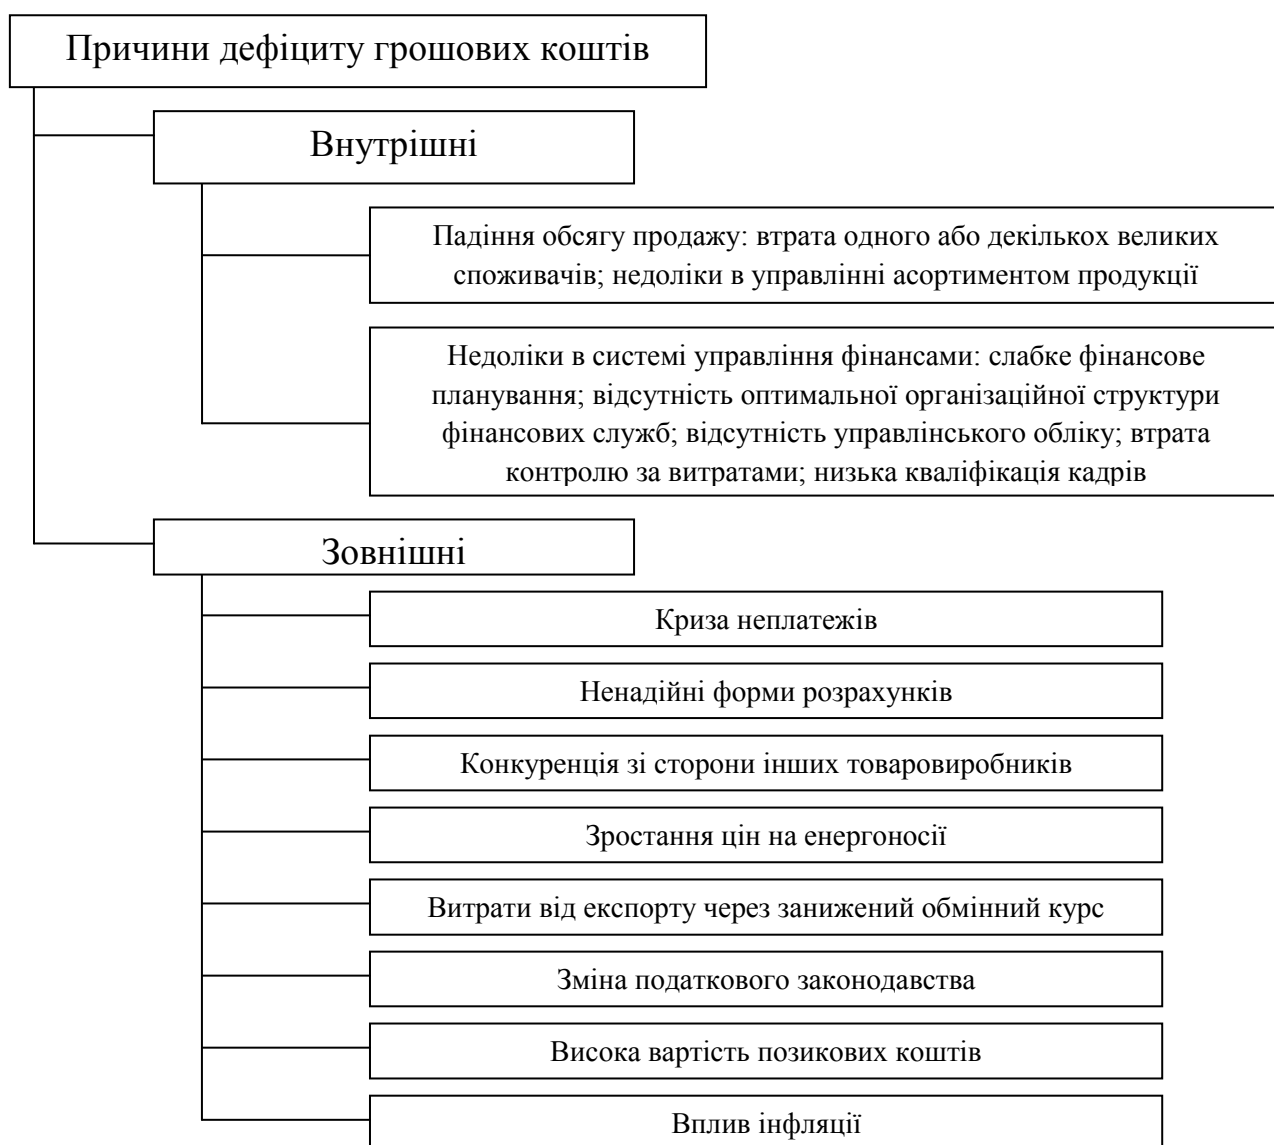 Причини дефіциту грошових коштів
Внутрішні
Падіння обсягу продажу: втрата одного або декількох великих
споживачів; недоліки в управлінні асортиментом продукції
Недоліки в системі управління фінансами: слабке фінансове
планування; відсутність оптимальної організаційної структури
фінансових служб; відсутність управлінського обліку; втрата
контролю за витратами; низька кваліфікація кадрів
Зовнішні
Криза неплатежів
Ненадійні форми розрахунків
Конкуренція зі сторони інших товаровиробників
Зростання цін на енергоносії
Витрати від експорту через занижений обмінний курс
Зміна податкового законодавства
Висока вартість позикових коштів
Вплив інфляції